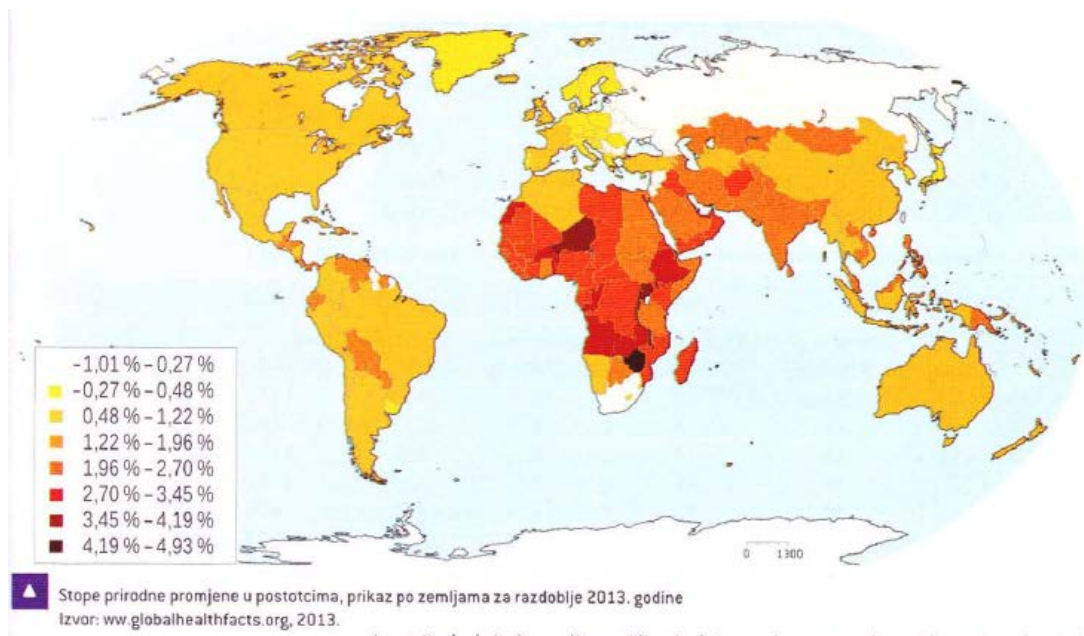 -1,01 % – 0,27 %
-0,27 % – 0,48 %
0,48 % – 1,22 %
1,22 % – 1,96 %
1,96 % – 2,70 %
2,70 % – 3,45 %
3,45 % – 4,19 %
4,19 % – 4,93 %
0 1300
Stope prirodne promjene u postotcima, prikaz po zemljama za razdoblje 2013. godine
Izvor: ww.globalhealthfacts.org, 2013.